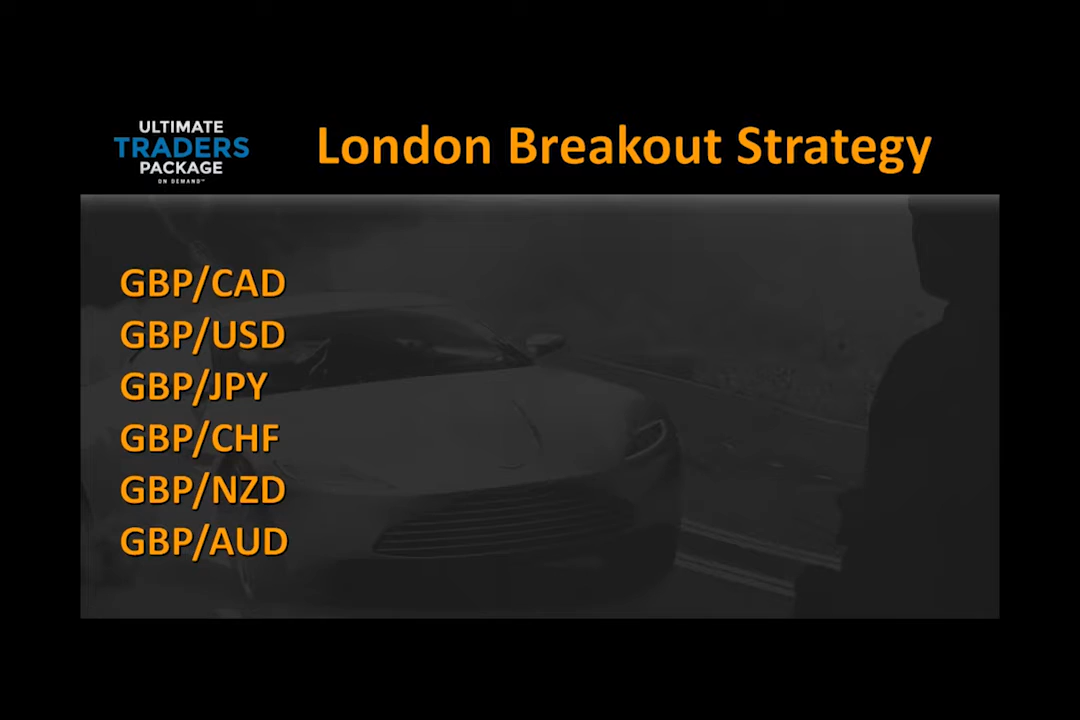 ULTIMATE
TRADERS
PACKAGE
ON DEMAND™
London Breakout Strategy
GBP/CAD
GBP/USD
GBP/JPY
GBP/CHF
GBP/NZD
GBP/AUD